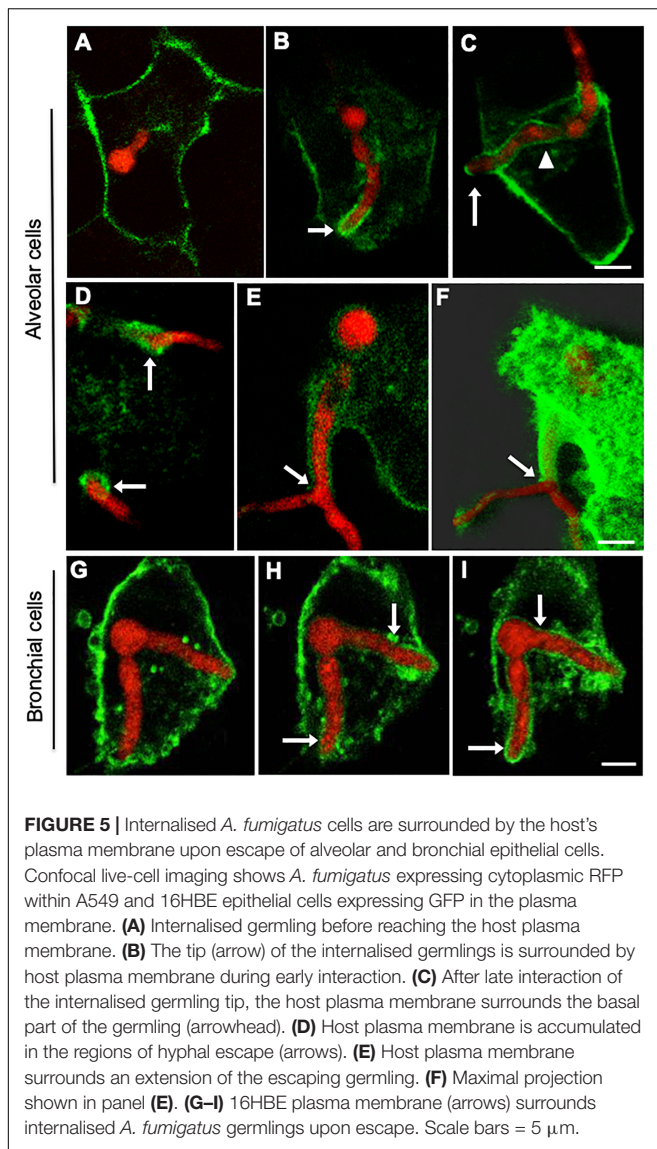 A
B
C
Alveolar cells
D
E
F
G
H
I
Bronchial cells
FIGURE 5 | Internalised A. fumigatus cells are surrounded by the host's
plasma membrane upon escape of alveolar and bronchial epithelial cells.
Confocal live-cell imaging shows A. fumigatus expressing cytoplasmic RFP
within A549 and 16HBE epithelial cells expressing GFP in the plasma
membrane. (A) Internalised germling before reaching the host plasma
membrane. (B) The tip (arrow) of the internalised germlings is surrounded by
host plasma membrane during early interaction. (C) After late interaction of
the internalised germling tip, the host plasma membrane surrounds the basal
part of the germling (arrowhead). (D) Host plasma membrane is accumulated
in the regions of hyphal escape (arrows). (E) Host plasma membrane
surrounds an extension of the escaping germling. (F) Maximal projection
shown in panel (E). (G–I) 16HBE plasma membrane (arrows) surrounds
internalised A. fumigatus germlings upon escape. Scale bars = 5 μm.